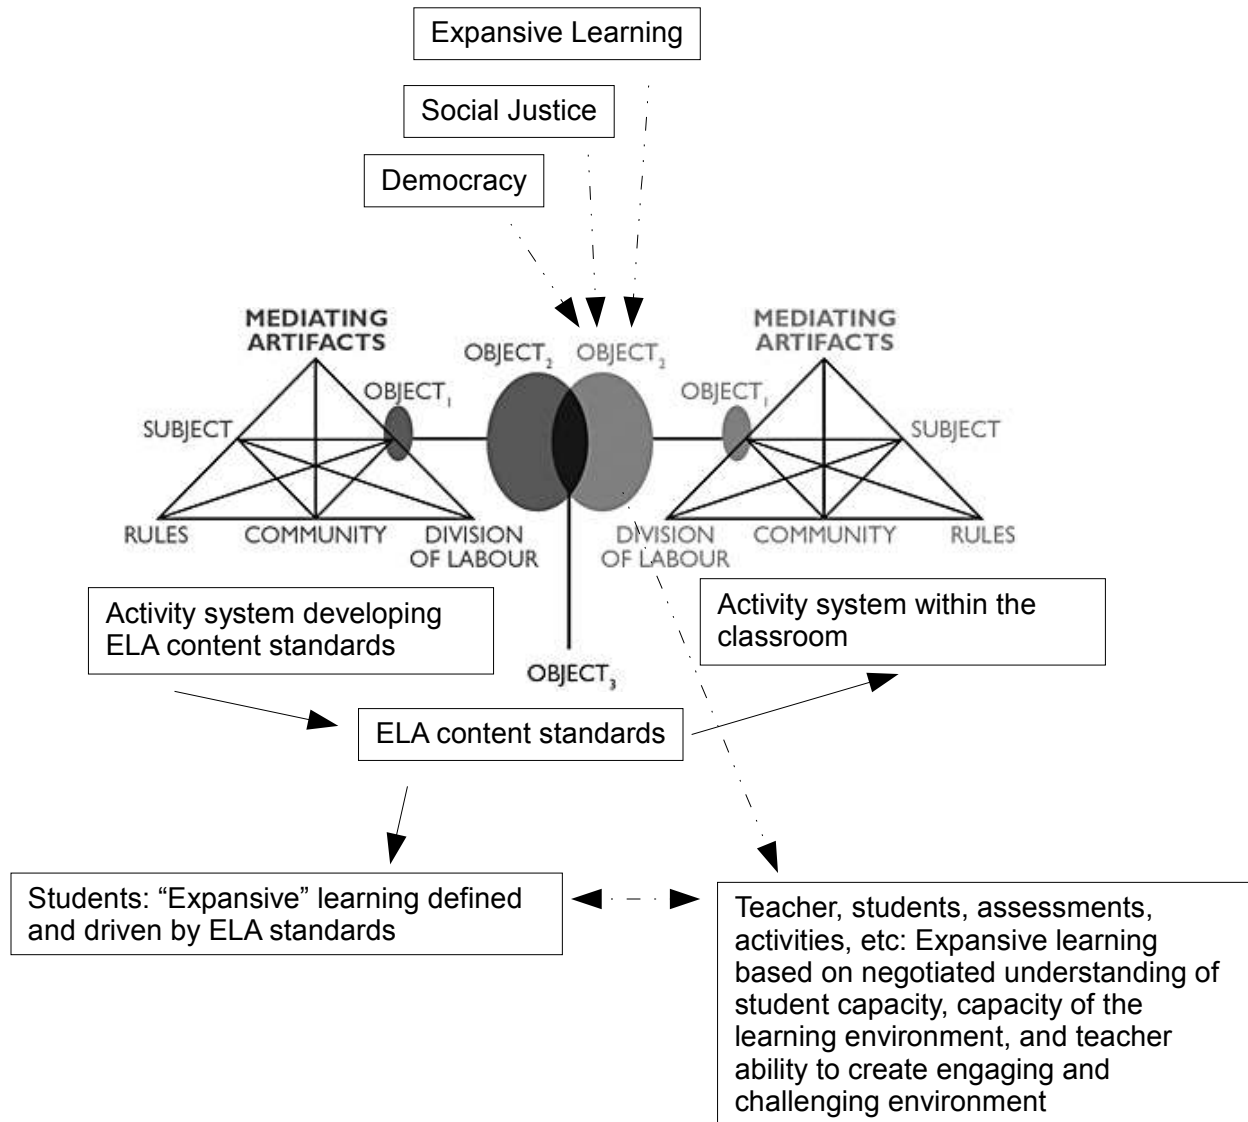 Expansive Learning
Social Justice
Democracy
MEDIATING
ARTIFACTS
MEDIATING
ARTIFACTS
OBJECT₂
OBJECT₂
OBJECT₁
OBJECT₁
SUBJECT
SUBJECT
RULES
COMMUNITY
DIVISION
OF LABOUR
DIVISION
OF LABOUR
COMMUNITY
RULES
Activity system developing
ELA content standards
Activity system within the
classroom
OBJECT₃
ELA content standards
Students: “Expansive” learning defined
and driven by ELA standards
Teacher, students, assessments,
activities, etc: Expansive learning
based on negotiated understanding of
student capacity, capacity of the
learning environment, and teacher
ability to create engaging and
challenging environment